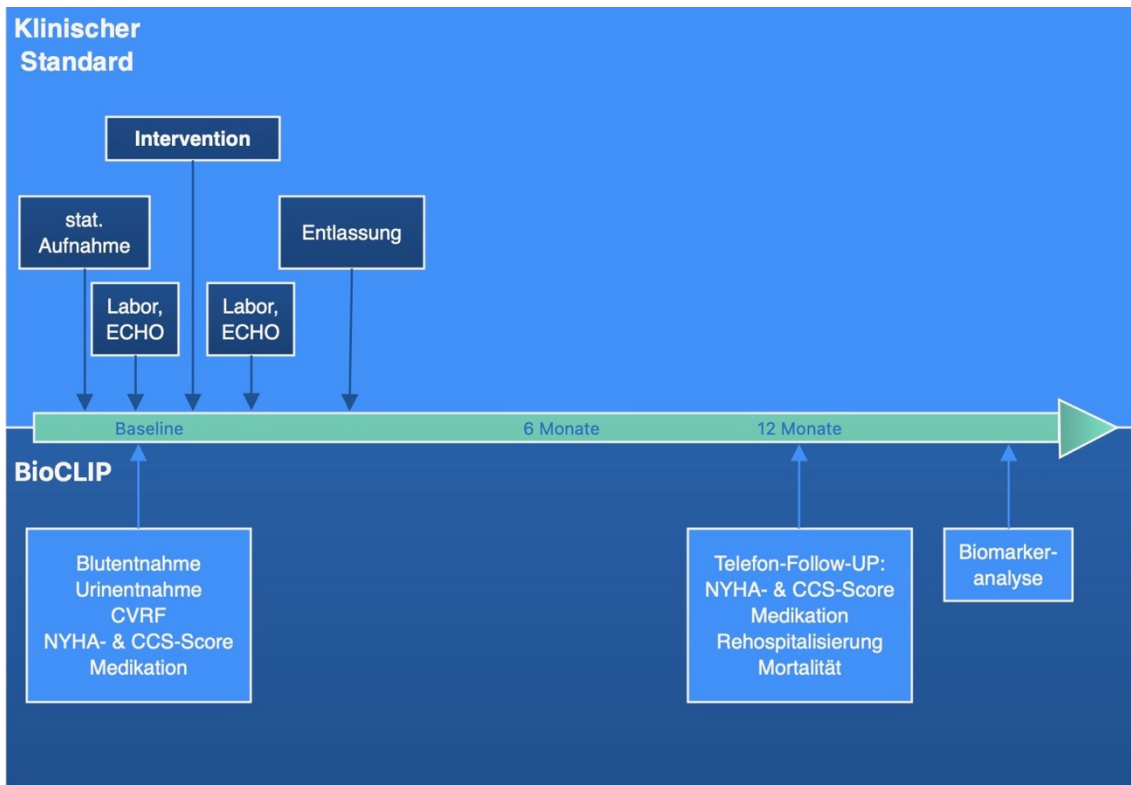 Klinischer
Standard
Intervention
stat.
Aufnahme
Entlassung
Labor,
ECHO
Labor,
ECHO
Baseline
6 Monate
12 Monate
BioCLIP
Blutentnahme
Urinentnahme
CVRF
NYHA- & CCS-Score
Medikation
Telefon-Follow-UP:
NYHA- & CCS-Score
Medikation
Rehospitalisierung
Mortalität
Biomarker-
analyse